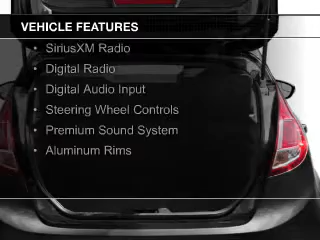 VEHICLE FEATURES
• SiriusXM Radio
• Digital Radio
• Digital Audio Input
• Steering Wheel Controls
• Premium Sound System
• Aluminum Rims